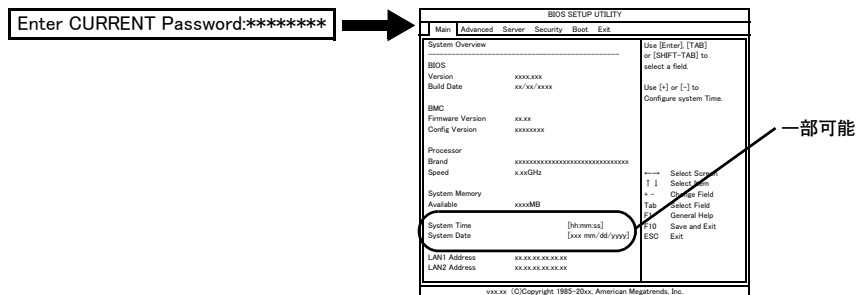 Enter CURRENT Password:********
BIOS SETUP UTILITY
Main Advanced Server Security Boot Exit
System Overview
BIOS
Version xxxx.xxx
Build Date xx/xx/xxxx
BMC
Firmware Version xx.xx
Config Version xxxxxxxx
Processor
Brand xxxxxxxxxxxxxxxxxxxxxxxxxxxxxxx
Speed x.xxGHz
System Memory
Available xxxxMB
System Time [hh:mm:ss]
System Date [xxx mm/dd/yyyy]
LAN1 Address xx.xx.xx.xx.xx.xx
LAN2 Address xx.xx.xx.xx.xx.xx
Use [Enter], [TAB]
or [SHIFT-TAB] to
select a field.
Use [+] or [-] to
Configure system Time.
←→ Select Screen
↑↓ Select Item
+- Change Field
Tab Select Field
F1 General Help
F10 Save and Exit
ESC Exit
一部可能
vxx.xx (C)Copyright 1985-20xx, American Megatrends, Inc.